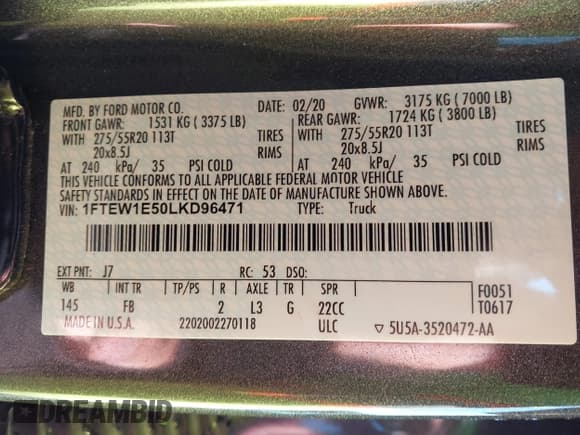 MFD. BY FORD MOTOR CO. DATE: 02/20 GVWR: 3175 KG ( 7000 LB)
FRONT GAWR: 1531 KG ( 3375 LB) REAR GAWR: 1724 KG ( 3800 LB)
WITH 275/55R20 113T TIRES WITH 275/55R20 113T TIRES
20x8.5J RIMS 20x8.5J RIMS
AT 240 kPa/ 35 PSI COLD AT 240 kPa/ 35 PSI COLD
THIS VEHICLE CONFORMS TO ALL APPLICABLE FEDERAL MOTOR VEHICLE
SAFETY STANDARDS IN EFFECT ON THE DATE OF MANUFACTURE SHOWN ABOVE.
VIN: 1FTEW1E50LKD96471 TYPE: Truck
EXT PNT: J7 RC: 53 DSO:
WB INT TR TP/PS R AXLE TR SPR F0051
145 FB 2 L3 G 22CC T0617
MADE IN U.S.A. 2202002270118 ULC ▽ 5U5A-3520472-AA
DREAMBID